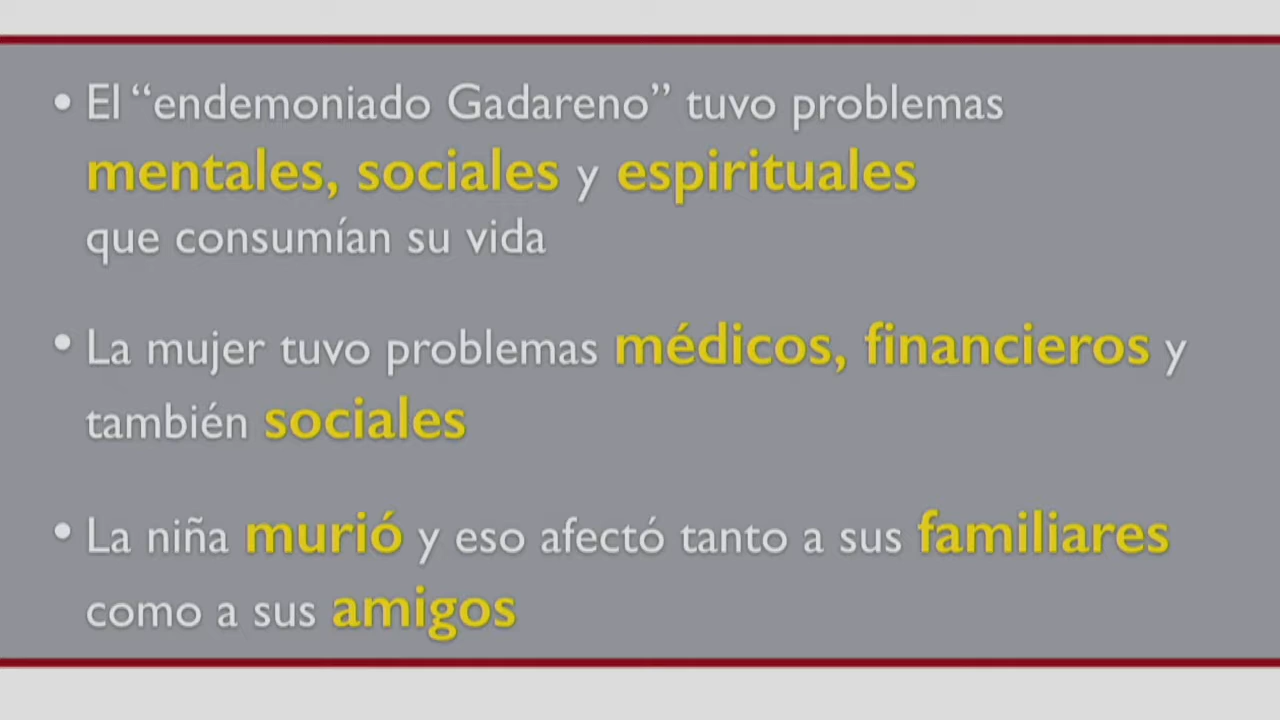 • El “endemoniado Gadareno” tuvo problemas
mentales, sociales y espirituales
que consumían su vida
• La mujer tuvo problemas médicos, financieros y
también sociales
• La niña murió y eso afectó tanto a sus familiares
como a sus amigos